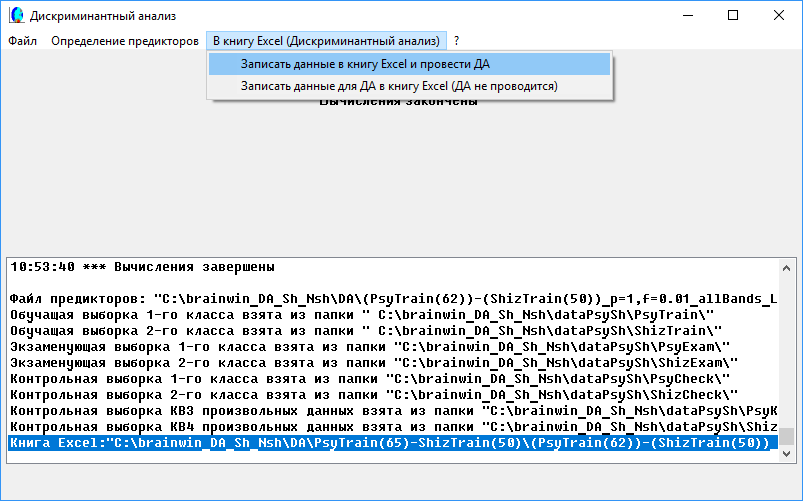 Дискриминантный анализ
Файл Определение предикторов В книгу Excel (Дискриминантный анализ) ?
Записать данные в книгу Excel и провести ДА
Записать данные для ДА в книгу Excel (ДА не проводится)
Вычисления закончены
10:53:40 *** Вычисления завершены
Файл предикторов: "C:\brainwin_DA_Sh_Nsh\DA\(PsyTrain(62))-(ShizTrain(50))_p=1,f=0.01_allBands_L
Обучащая выборка 1-го класса взята из папки " C:\brainwin_DA_Sh_Nsh\dataPsySh\PsyTrain\"
Обучащая выборка 2-го класса взята из папки "C:\brainwin_DA_Sh_Nsh\dataPsySh\ShizTrain\"
Экзаменующая выборка 1-го класса взята из папки "C:\brainwin_DA_Sh_Nsh\dataPsySh\PsyExam\"
Экзаменующая выборка 2-го класса взята из папки "C:\brainwin_DA_Sh_Nsh\dataPsySh\ShizExam\"
Контрольная выборка 1-го класса взята из папки "C:\brainwin_DA_Sh_Nsh\dataPsySh\PsyCheck\"
Контрольная выборка 2-го класса взята из папки "C:\brainwin_DA_Sh_Nsh\dataPsySh\ShizCheck\"
Контрольная выборка КВ3 произвольных данных взята из папки "C:\brainwin_DA_Sh_Nsh\dataPsySh\PsyK
Контрольная выборка КВ4 произвольных данных взята из папки "C:\brainwin_DA_Sh_Nsh\dataPsySh\Shiz
Книга Excel:"C:\brainwin_DA_Sh_Nsh\DA\PsyTrain(65)-ShizTrain(50)\(PsyTrain(62))-(ShizTrain(50))_